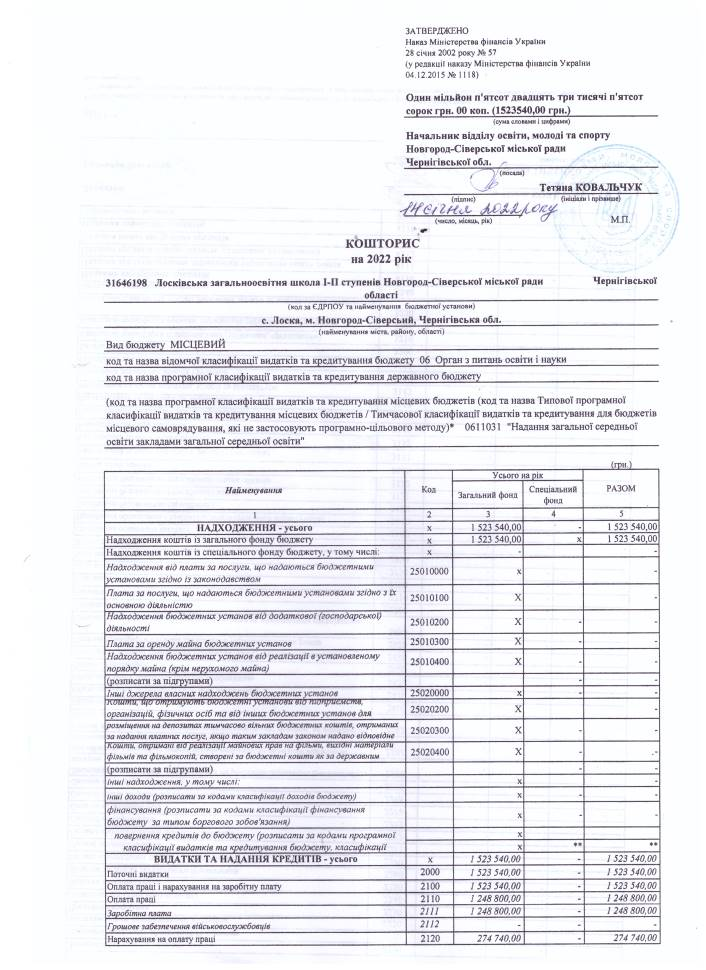 ЗАТВЕРДЖЕНО
Наказ Міністерства фінансів України
28 січня 2002 року № 57
(у редакції наказу Міністерства фінансів України
04.12.2015 № 1118)
Один мільйон п'ятсот двадцять три тисячі п'ятсот
сорок грн. 00 коп. (1523540,00 грн.)
(сума словами і цифрами)
Начальник відділу освіти, молоді та спорту
Новгород-Сіверської міської ради
Чернігівської обл.
(посада)
Тетяна КОВАЛЬЧУК
(підпис) (ініціали і прізвище)
14 січня 2022 року
(число, місяць, рік) М.П.
КОШТОРИС
на 2022 рік
31646198 Лосківська загальноосвітня школа І-ІІ ступенів Новгород-Сіверської міської ради Чернігівської
області
(код за ЄДРПОУ та найменування бюджетної установи)
с. Лоска, м. Новгород-Сіверсьий, Чернігівська обл.
(найменування міста, району, області)
Вид бюджету МІСЦЕВИЙ
код та назва відомчої класифікації видатків та кредитування бюджету 06 Орган з питань освіти і науки
код та назва програмної класифікації видатків та кредитування державного бюджету
(код та назва програмної класифікації видатків та кредитування місцевих бюджетів (код та назва Типової програмної
класифікації видатків та кредитування місцевих бюджетів / Тимчасової класифікації видатків та кредитування для бюджетів
місцевого самоврядування, які не застосовують програмно-цільового методу)* 0611031 "Надання загальної середньої
освіти закладами загальної середньої освіти"
(грн.)
Найменування Код Усього на рік РАЗОМ
Загальний фонд Спеціальний фонд
1 2 3 4 5
НАДХОДЖЕННЯ - усього х 1 523 540,00 - 1 523 540,00
Надходження коштів із загального фонду бюджету х 1 523 540,00 х 1 523 540,00
Надходження коштів із спеціального фонду бюджету, у тому числі: х - -
Надходження від плати за послуги, що надаються бюджетними
установами згідно із законодавством 25010000 х -
Плата за послуги, що надаються бюджетними установами згідно з їх
основною діяльністю 25010100 Х -
Надходження бюджетних установ від додаткової (господарської)
діяльності 25010200 Х - -
Плата за оренду майна бюджетних установ 25010300 Х - -
Надходження бюджетних установ від реалізації в установленому
порядку майна (крім нерухомого майна) 25010400 Х - -
(розписати за підгрупами) - -
Інші джерела власних надходжень бюджетних установ 25020000 х - -
Кошти, що отримують бюджетні установи від підприємств,
організацій, фізичних осіб та від інших бюджетних установ для 25020200 Х - -
розміщення на депозитах тимчасово вільних бюджетних коштів, отриманих
за надання платних послуг, якщо таким закладам законом надано відповідне 25020300 Х - -
Кошти, отримані від реалізації майнових прав на фільми, вихідні матеріали
фільмів та фільмокопій, створені за бюджетні кошти як за державним 25020400 Х - -
(розписати за підгрупами) - -
інші надходження, у тому числі: х -
інші доходи (розписати за кодами класифікації доходів бюджету) х - -
фінансування (розписати за кодами класифікації фінансування
бюджету за типом боргового зобов'язання) х - -
повернення кредитів до бюджету (розписати за кодами програмної х
класифікації видатків та кредитування бюджету, класифікації х ** **
ВИДАТКИ ТА НАДАННЯ КРЕДИТІВ - усього х 1 523 540,00 - 1 523 540,00
Поточні видатки 2000 1 523 540,00 - 1 523 540,00
Оплата праці і нарахування на заробітну плату 2100 1 523 540,00 - 1 523 540,00
Оплата праці 2110 1 248 800,00 - 1 248 800,00
Заробітна плата 2111 1 248 800,00 - 1 248 800,00
Грошове забезпечення військовослужбовців 2112 - - -
Нарахування на оплату праці 2120 274 740,00 - 274 740,00